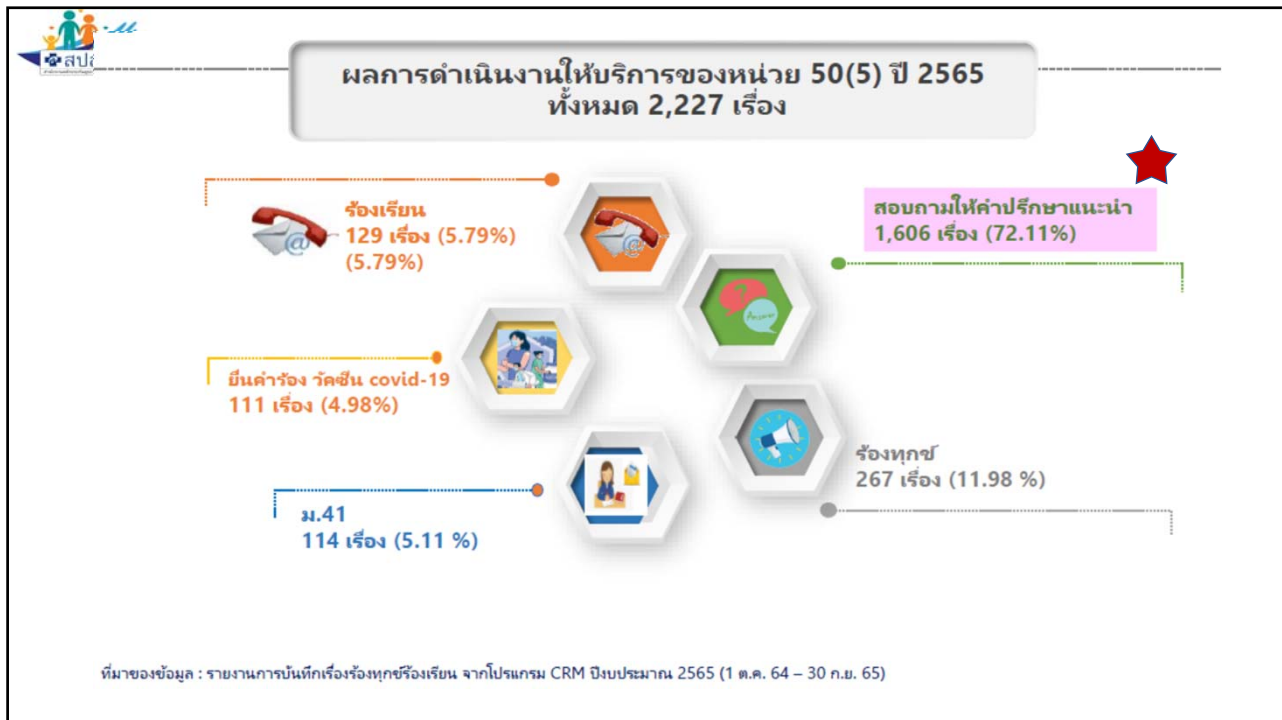 สปส
ผลการดำเนินงานให้บริการของหน่วย 50(5) ปี 2565
ทั้งหมด 2,227 เรื่อง
ร้องเรียน
129 เรื่อง (5.79%)
(5.79%)
สอบถามให้คำปรึกษาแนะนำ
1,606 เรื่อง (72.11%)
Answer
ยื่นคำร้อง วัคซีน covid-19
111 เรื่อง (4.98%)
ร้องทุกข์
267 เรื่อง (11.98 %)
ม.41
114 เรื่อง (5.11 %)
ที่มาของข้อมูล : รายงานการบันทึกเรื่องร้องทุกข์ร้องเรียน จากโปรแกรม CRM ปีงบประมาณ 2565 (1 ต.ค. 64 – 30 ก.ย. 65)